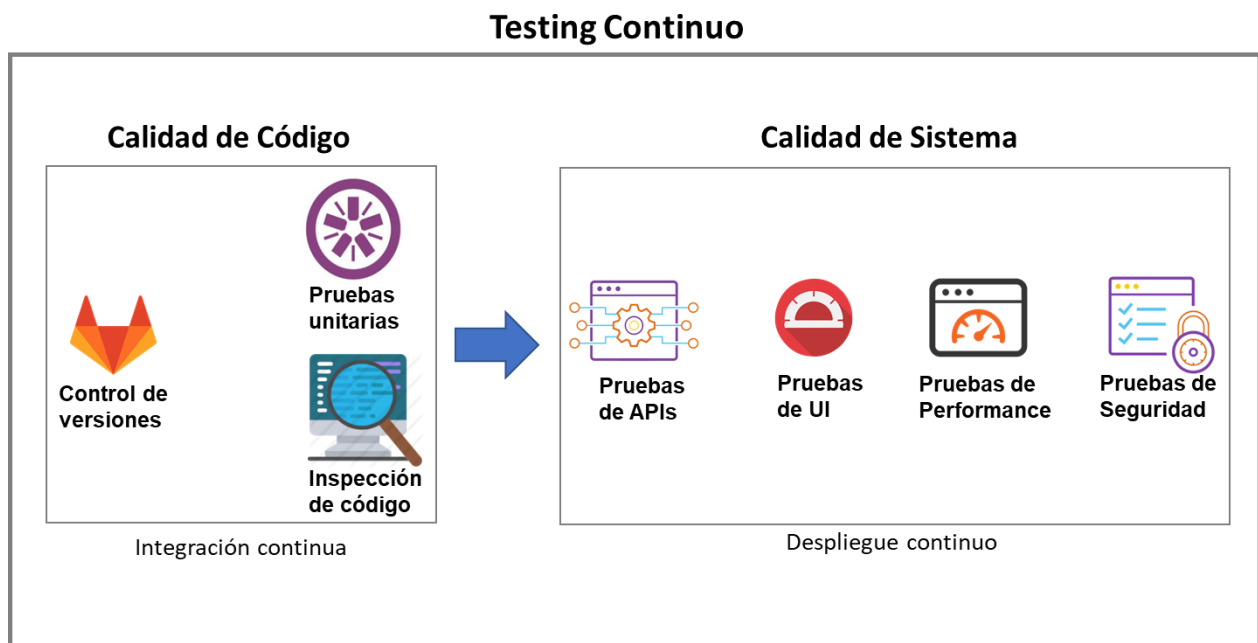 Testing Continuo
Calidad de Código
Calidad de Sistema
Control de
versiones
Pruebas
unitarias
Inspección
de código
Pruebas
de APIs
Pruebas
de UI
Pruebas de
Performance
Pruebas de
Seguridad
Integración continua
Despliegue continuo